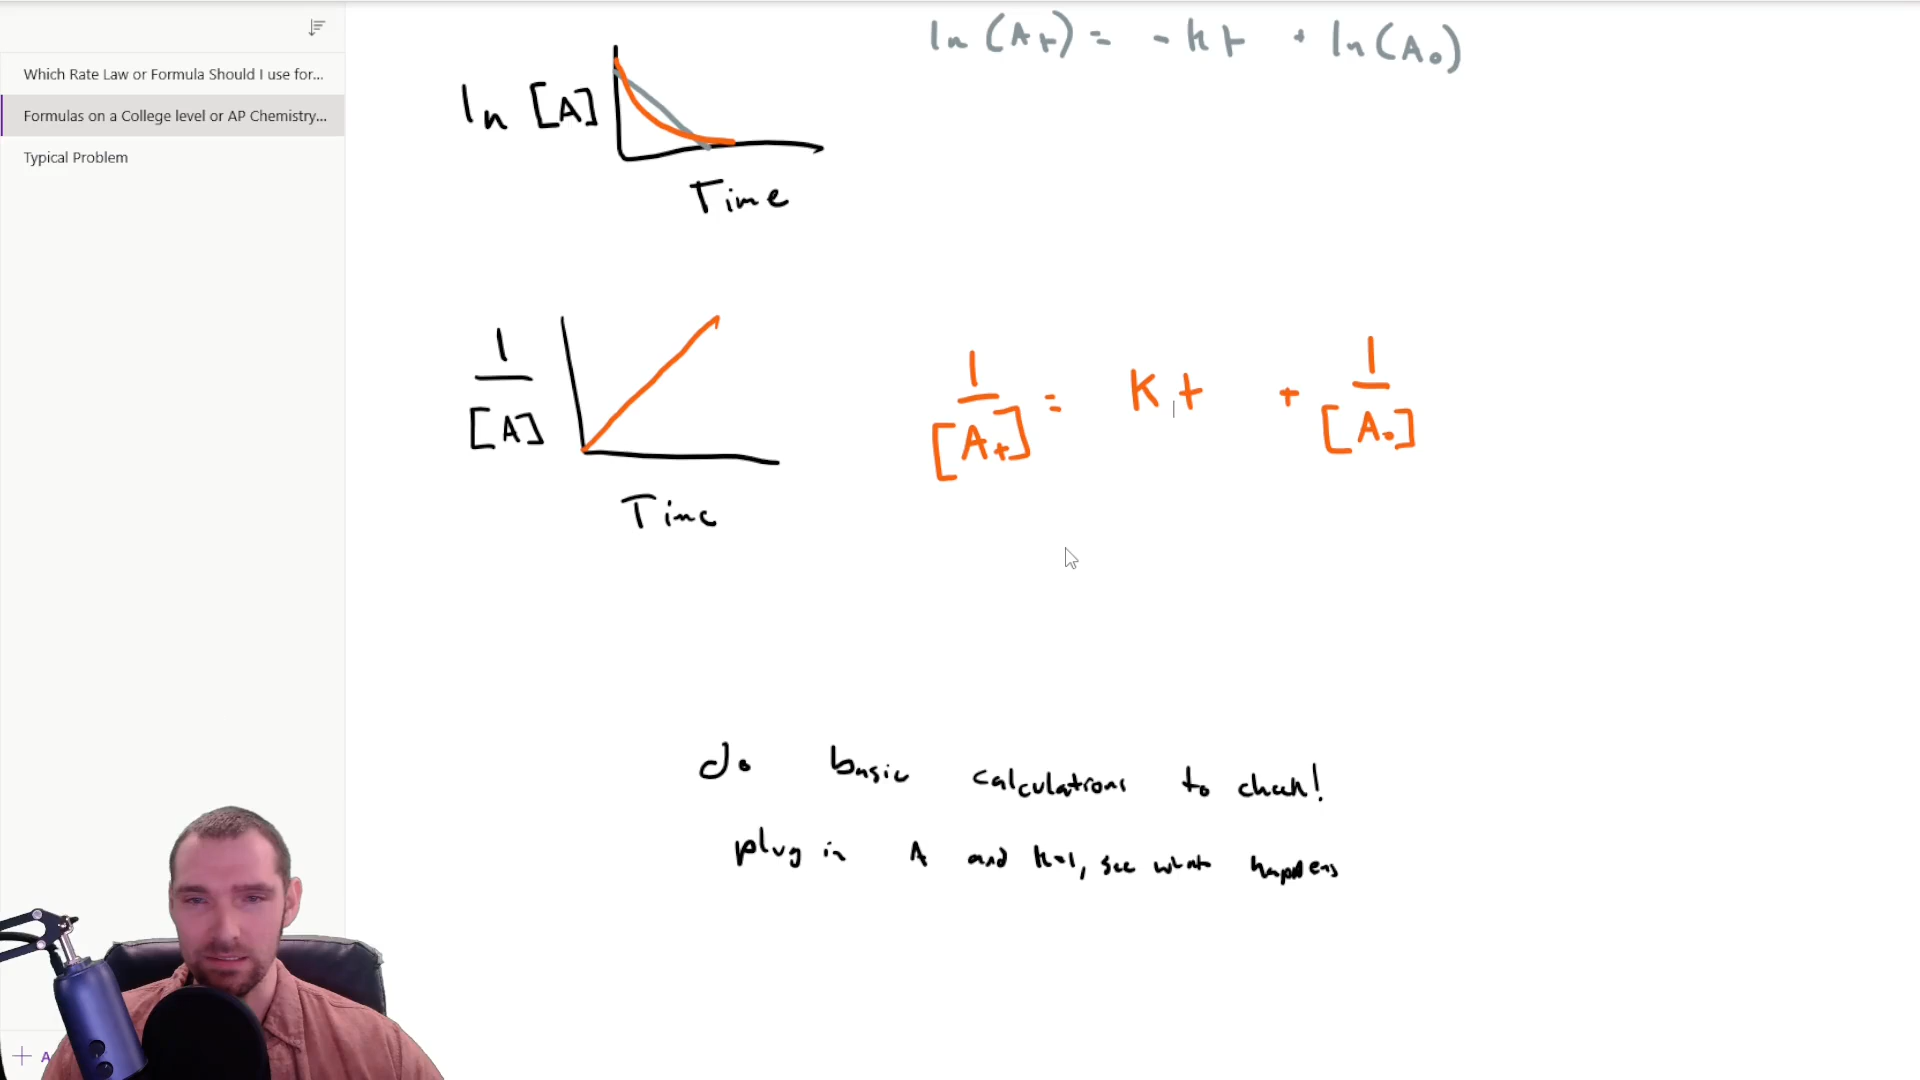 Which Rate Law or Formula Should I use for...
Formulas on a College level or AP Chemistry...
Typical Problem
ln (At) = - kt + ln(A0)
ln [A]
Time
1/[A]
Time
1/[At] = Kt + 1/[A0]
do basic calculations to check!
plug in A and k=1, see what happens
+ A